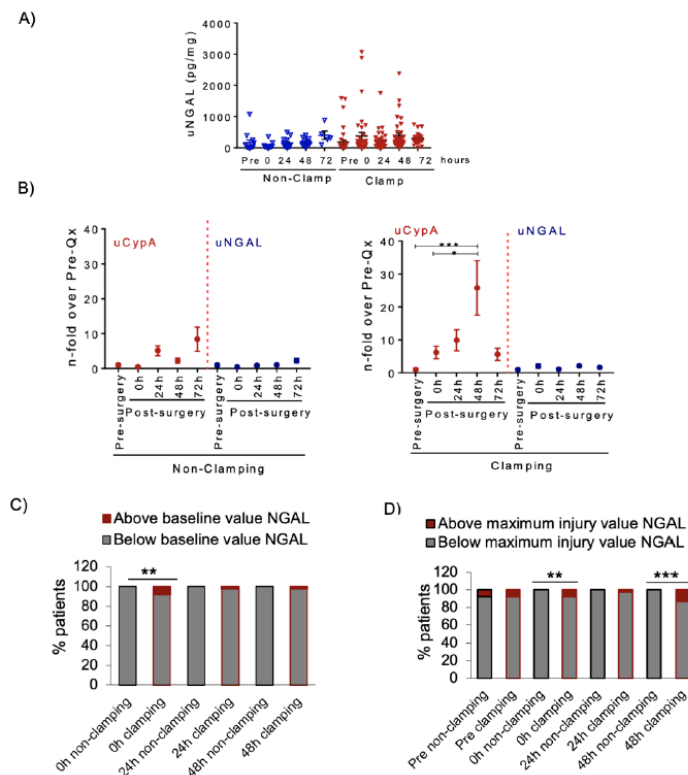 A)
uNGAL (pg/mg)
4000
3000
2000
1000
0
Pre 0 24 48 72 Pre 0 24 48 72 hours
Non-Clamp Clamp
B)
n-fold over Pre-Qx
40
30
20
10
0
uCypA uNGAL
Pre-surgery 0h 24h 48h 72h Pre-surgery 0h 24h 48h 72h
Post-surgery Post-surgery
Non-Clamping
n-fold over Pre-Qx
40
30
20
10
0
uCypA uNGAL
***
*
Pre-surgery 0h 24h 48h 72h Pre-surgery 0h 24h 48h 72h
Post-surgery Post-surgery
Clamping
C)
Above baseline value NGAL
Below baseline value NGAL
% patients
120
100
80
60
40
20
0
**
0h non-clamping
0h clamping
24h non-clamping
24h clamping
48h non-clamping
48h clamping
D)
Above maximum injury value NGAL
Below maximum injury value NGAL
% patients
120
100
80
60
40
20
0
** ***
Pre non-clamping
Pre clamping
0h non-clamping
0h clamping
24h non-clamping
24h clamping
48h non-clamping
48h clamping